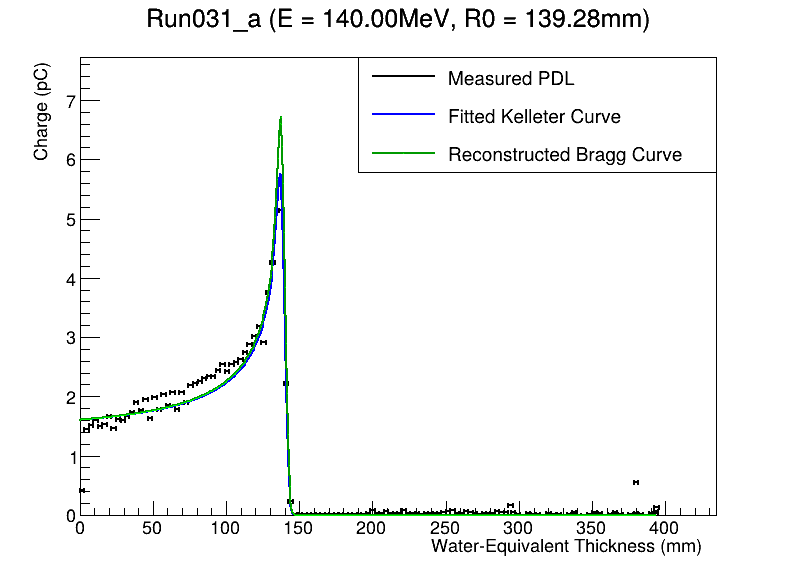 Run031_a (E = 140.00MeV, R0 = 139.28mm)
Charge (pC)
Measured PDL
Fitted Kelleter Curve
Reconstructed Bragg Curve
7
6
5
4
3
2
1
0
0 50 100 150 200 250 300 350 400
Water-Equivalent Thickness (mm)